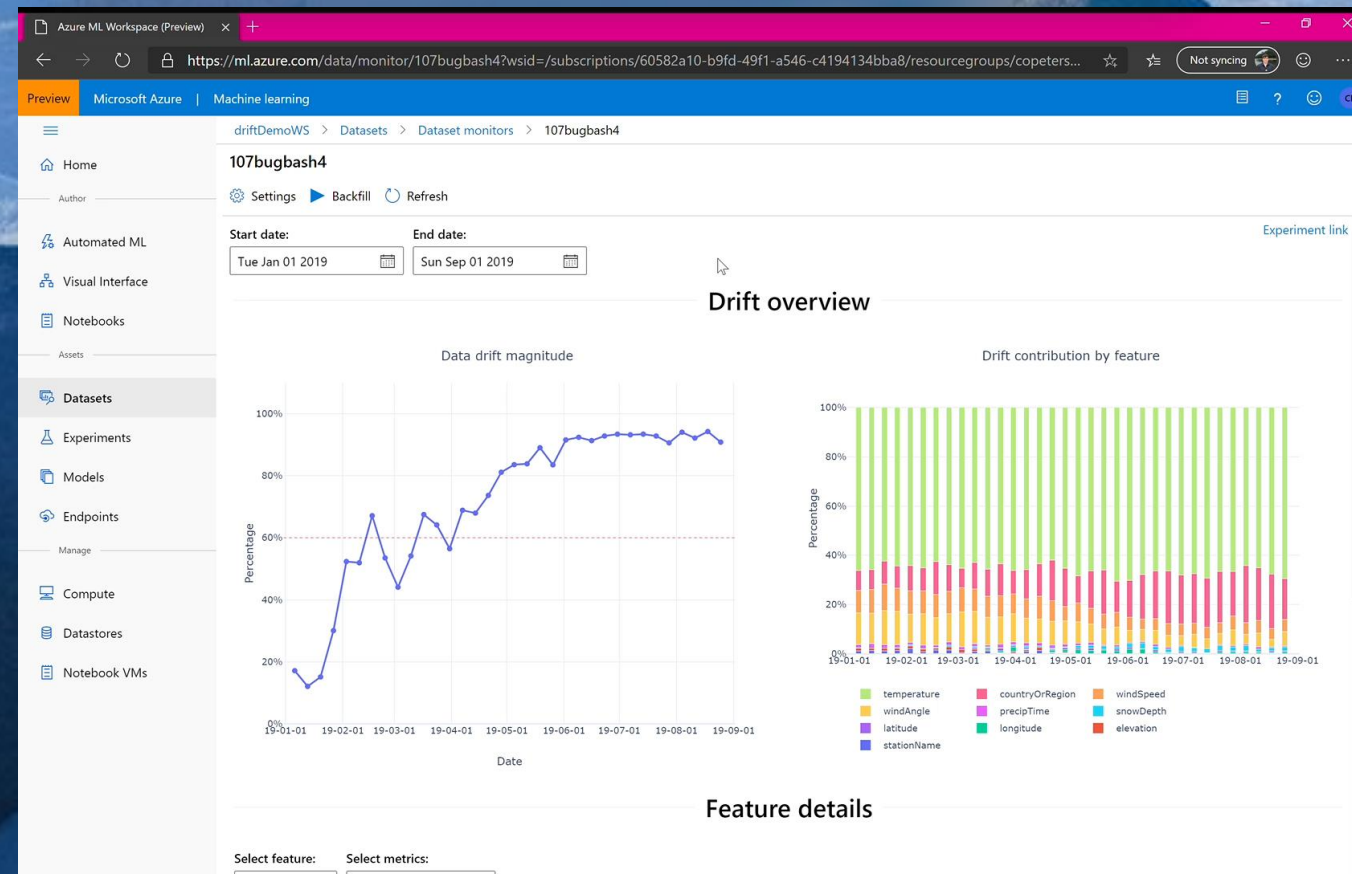 Azure ML Workspace (Preview)
https://ml.azure.com/data/monitor/107bugbash4?wsid=/subscriptions/60582a10-b9fd-49f1-a546-c4194134bba8/resourcegroups/copeters...
Not syncing
Preview Microsoft Azure | Machine learning
driftDemoWS > Datasets > Dataset monitors > 107bugbash4
Home
Author
Automated ML
Visual Interface
Notebooks
Assets
Datasets
Experiments
Models
Endpoints
Manage
Compute
Datastores
Notebook VMs
107bugbash4
Settings Backfill Refresh
Experiment link
Start date: End date:
Tue Jan 01 2019 Sun Sep 01 2019
Drift overview
Data drift magnitude
Percentage
100%
80%
60%
40%
20%
0%
19-01-01 19-02-01 19-03-01 19-04-01 19-05-01 19-06-01 19-07-01 19-08-01 19-09-01
Date
Drift contribution by feature
Percentage
100%
80%
60%
40%
20%
0%
19-01-01 19-02-01 19-03-01 19-04-01 19-05-01 19-06-01 19-07-01 19-08-01 19-09-01
temperature countryOrRegion windSpeed
windAngle precipTime snowDepth
latitude longitude elevation
stationName
Feature details
Select feature: Select metrics: